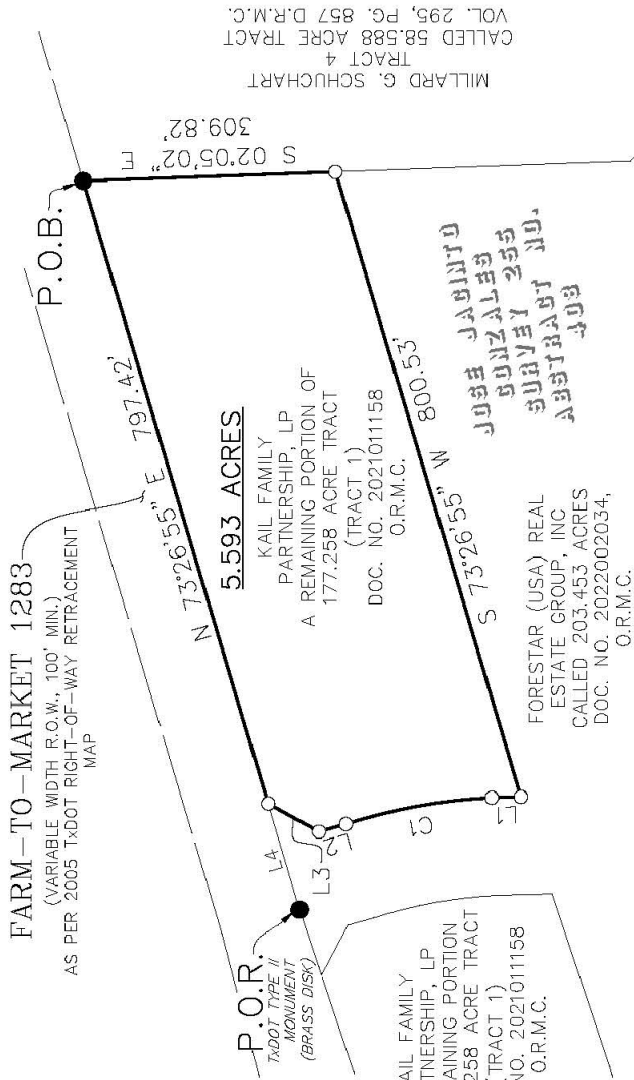 FARM-TO-MARKET 1283
(VARIABLE WIDTH R.O.W., 100' MIN.)
AS PER 2005 TxDOT RIGHT-OF-WAY RETRACEMENT
MAP
P.O.B.
N 73°26'55" E 797.42'
S 02°05'02" E
309.82'
MILLARD G. SCHUCHART
TRACT 4
CALLED 58.588 ACRE TRACT
VOL. 295, PG. 857 D.R.M.C.
5.593 ACRES
KAIL FAMILY
PARTNERSHIP, LP
A REMAINING PORTION OF
177.258 ACRE TRACT
(TRACT 1)
DOC. NO. 2021011158
O.R.M.C.
S 73°26'55" W 800.53'
JOSE JACINTO
GONZALES
SURVEY 255
ABSTRACT NO.
409
FORESTAR (USA) REAL
ESTATE GROUP, INC
CALLED 203.453 ACRES
DOC. NO. 2022002034,
O.R.M.C.
L4
L3
L2
C1
L1
P.O.R.
TxDOT TYPE II
MONUMENT
(BRASS DISK)
AIL FAMILY
TNERSHIP, LP
AINING PORTION
258 ACRE TRACT
TRACT 1)
NO. 2021011158
O.R.M.C.